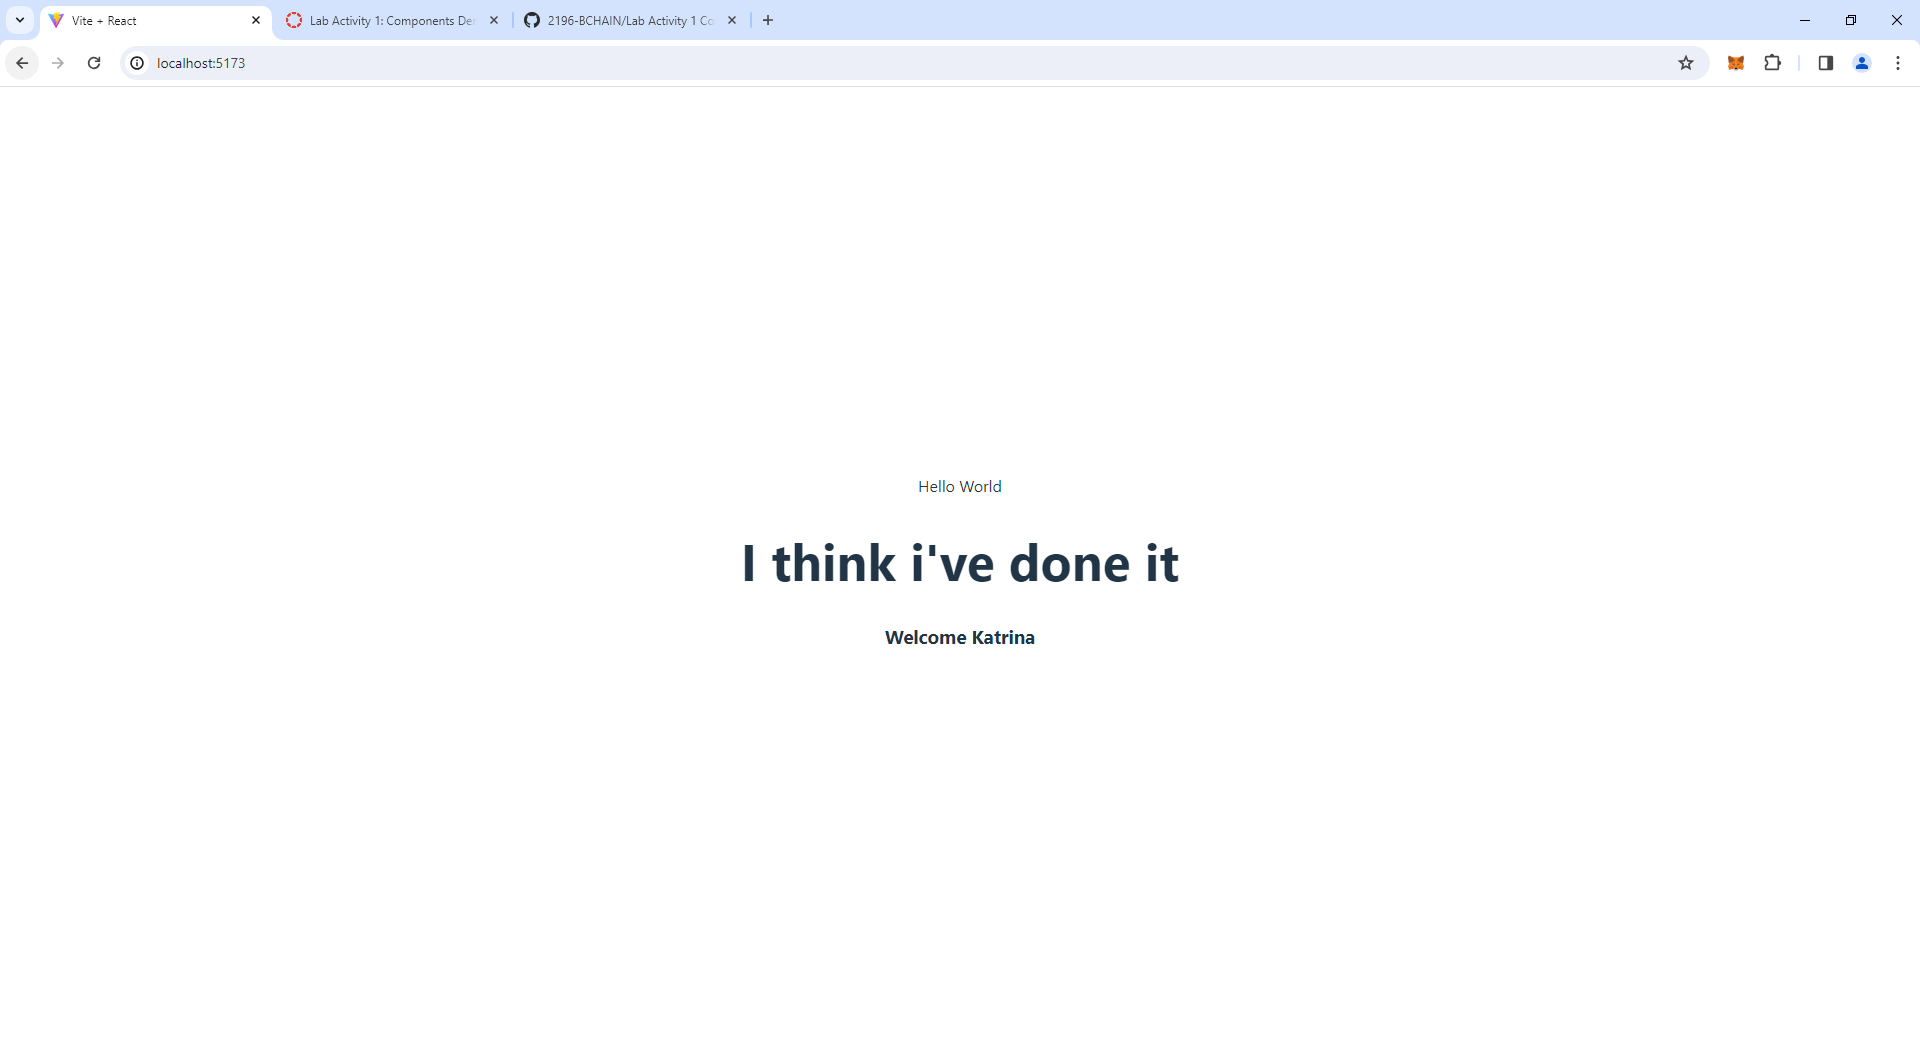 Vite + React
Lab Activity 1: Components De
2196-BCHAIN/Lab Activity 1 Co
localhost:5173
Hello World
I think i've done it
Welcome Katrina